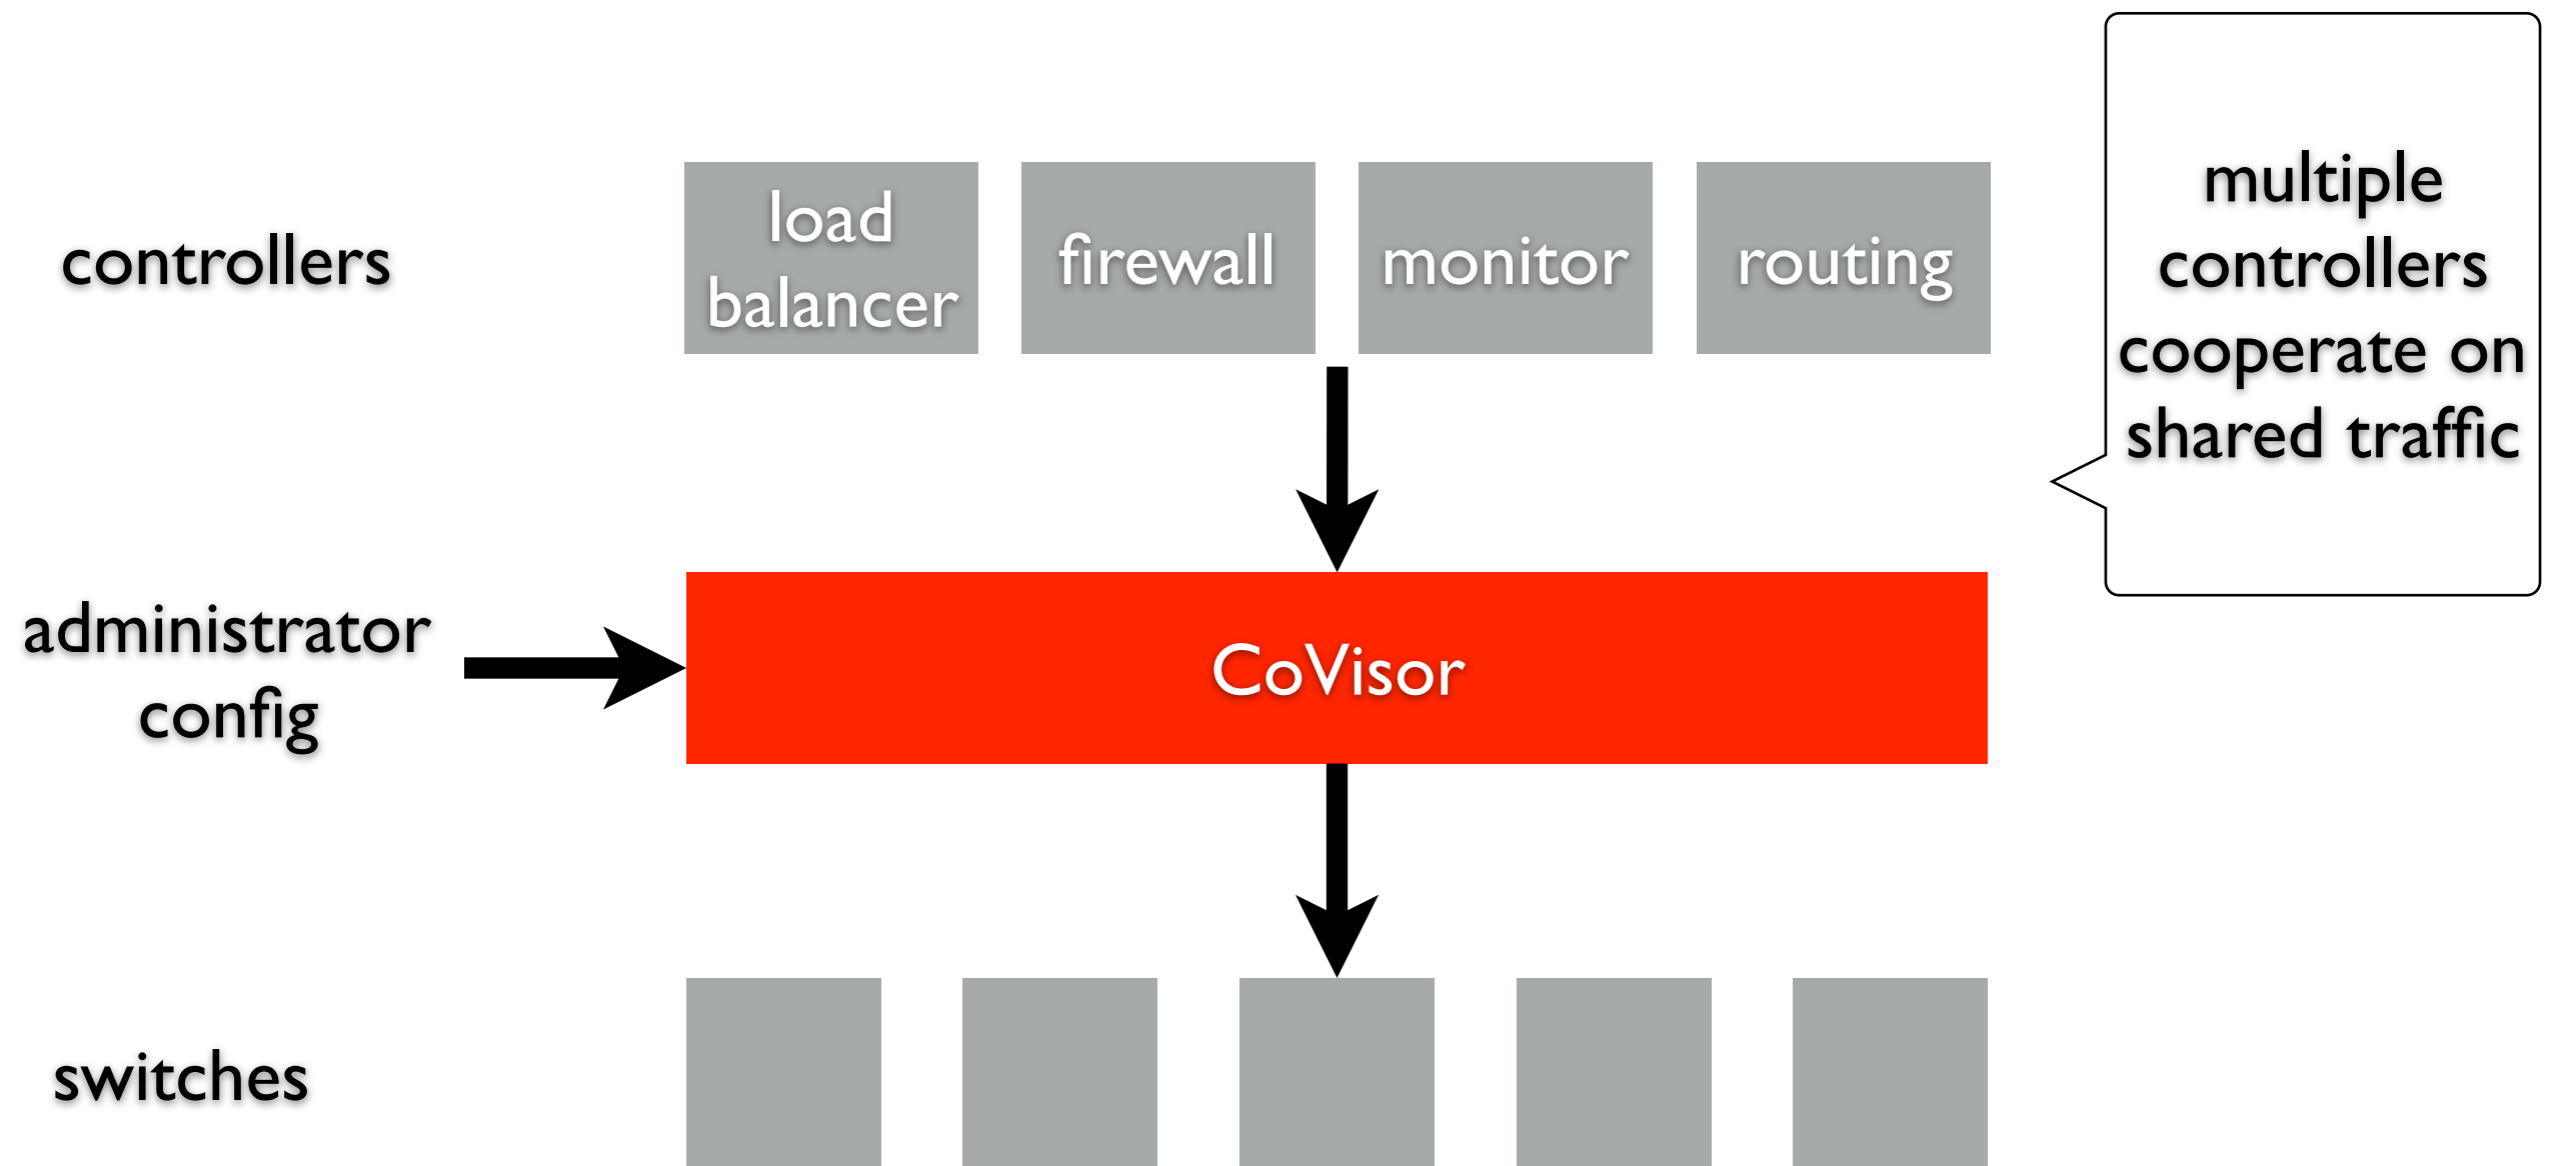 controllers
load
balancer
firewall
monitor
routing
multiple
controllers
cooperate on
shared traffic
administrator
config
CoVisor
switches